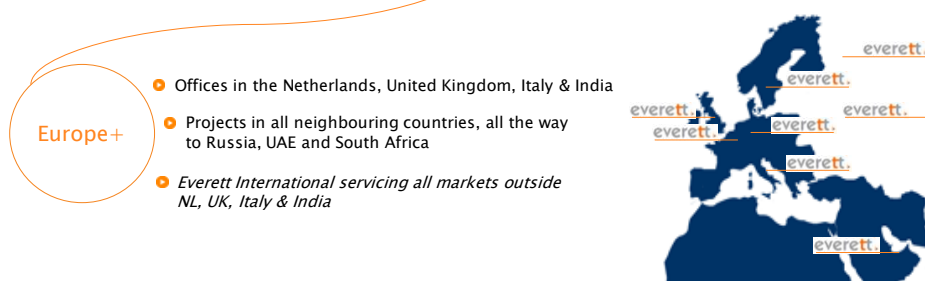 Europe+
Offices in the Netherlands, United Kingdom, Italy & India
Projects in all neighbouring countries, all the way
to Russia, UAE and South Africa
Everett International servicing all markets outside
NL, UK, Italy & India
everett.
everett.
everett.
everett.
everett.
everett.
everett.
everett.